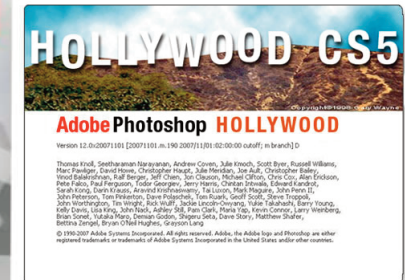 HOLLYWOOD CS5
Copyright©1998 Gary Wayne
Adobe Photoshop HOLLYWOOD
Version 12.0x20071101 [20071101.m.190 2007/11/01:02:00:00 cutoff; m branch] D
Thomas Knoll, Seetharaman Narayanan, Andrew Coven, Julie Kmoch, Scott Byer, Russell Williams,
Marc Pawliger, David Howe, Christopher Haupt, Julie Meridian, Joe Ault, Christopher Bailey,
Vinod Balakrishnan, Ralf Berger, Jeff Chien, Jon Clauson, Michael Clifton, Chris Cox, Alan Erickson,
Pete Falco, Paul Ferguson, Todor Georgiev, Jerry Harris, Chintan Intwala, Edward Kandrot,
Sarah Kong, Darin Krauss, Aravind Krishnaswamy, Tai Luxon, Mark Maguire, John Penn II,
John Peterson, Tom Pinkerton, Dave Polaschek, Tom Ruark, Geoff Scott, Steve Troppoli,
John Worthington, Tim Wright, Rick Wulff, Jackie Lincoln-Owyang, Yukie Takahashi, Barry Young,
Kelly Davis, Lisa King, John Nack, Ashley Still, Pam Clark, Maria Yap, Kevin Connor, Larry Weinberg,
Brian Sonet, Yutaka Maro, Demian Godon, Shigeru Seta, Dave Story, Matthew Shafer,
Bettina Zengel, Bryan O'Neil Hughes, Grayson Lang
© 1990-2007 Adobe Systems Incorporated. All rights reserved. Adobe, the Adobe logo and Photoshop are either
registered trademarks or trademarks of Adobe Systems Incorporated in the United States and/or other countries.